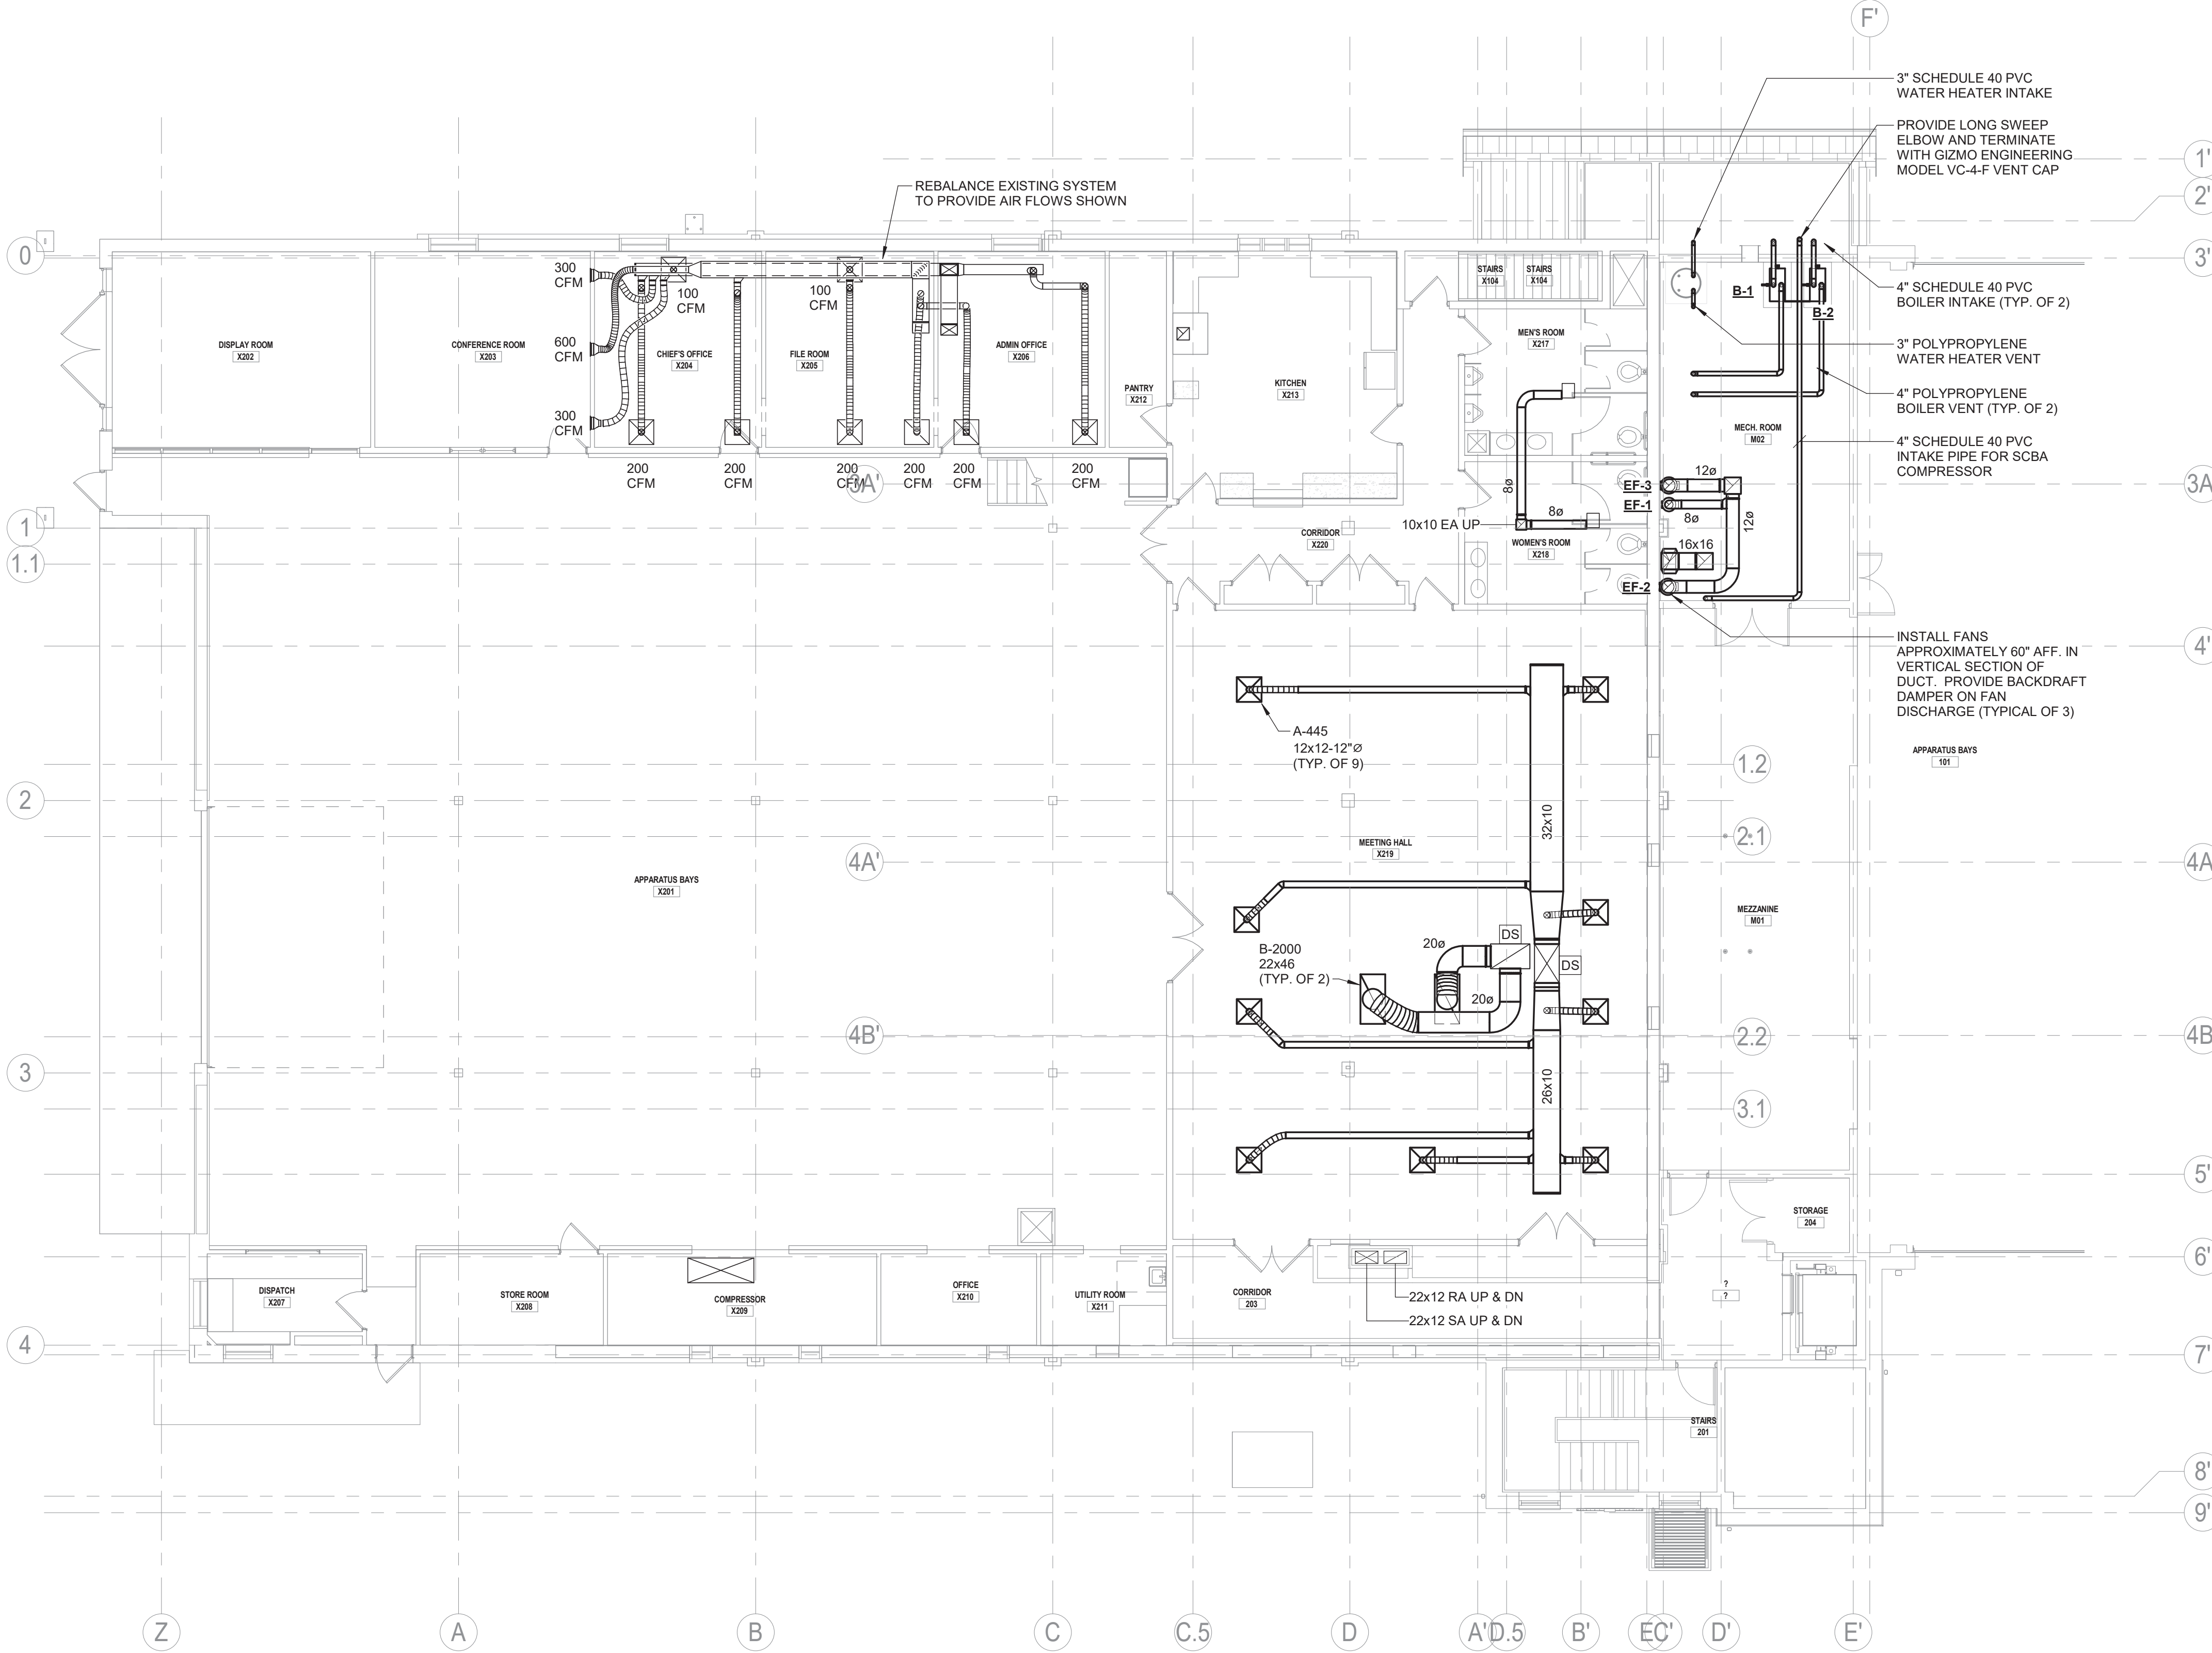 F'
3" SCHEDULE 40 PVC
WATER HEATER INTAKE
PROVIDE LONG SWEEP
ELBOW AND TERMINATE
WITH GIZMO ENGINEERING
MODEL VC-4-F VENT CAP
1'
2'
REBALANCE EXISTING SYSTEM
TO PROVIDE AIR FLOWS SHOWN
0
3'
300
CFM
100
CFM
100
CFM
600
CFM
300
CFM
STAIRS
X104
STAIRS
X104
B-1
B-2
4" SCHEDULE 40 PVC
BOILER INTAKE (TYP. OF 2)
3" POLYPROPYLENE
WATER HEATER VENT
4" POLYPROPYLENE
BOILER VENT (TYP. OF 2)
4" SCHEDULE 40 PVC
INTAKE PIPE FOR SCBA
COMPRESSOR
DISPLAY ROOM
X202
CONFERENCE ROOM
X203
CHIEF'S OFFICE
X204
FILE ROOM
X205
ADMIN OFFICE
X206
PANTRY
X212
KITCHEN
X213
MEN'S ROOM
X217
MECH. ROOM
M02
200
CFM
200
CFM
200
CFM
200
CFM
200
CFM
200
CFM
3A'
3A
8ø
8ø
10x10 EA UP
EF-3
EF-1
EF-2
12ø
8ø
12ø
16x16
1
1.1
CORRIDOR
X220
WOMEN'S ROOM
X218
INSTALL FANS
APPROXIMATELY 60" AFF. IN
VERTICAL SECTION OF
DUCT. PROVIDE BACKDRAFT
DAMPER ON FAN
DISCHARGE (TYPICAL OF 3)
4'
A-445
12x12-12"Ø
(TYP. OF 9)
APPARATUS BAYS
101
1.2
2
32x10
2.1
MEETING HALL
X219
4A'
4A
APPARATUS BAYS
X201
MEZZANINE
M01
B-2000
22x46
(TYP. OF 2)
20ø
DS
DS
20ø
4B'
2.2
4B
3
26x10
3.1
5'
STORAGE
204
6'
DISPATCH
X207
STORE ROOM
X208
COMPRESSOR
X209
OFFICE
X210
UTILITY ROOM
X211
CORRIDOR
203
22x12 RA UP & DN
22x12 SA UP & DN
?
?
4
7'
STAIRS
201
8'
9'
Z
A
B
C
C.5
D
A'
D.5
B'
E
C'
D'
E'